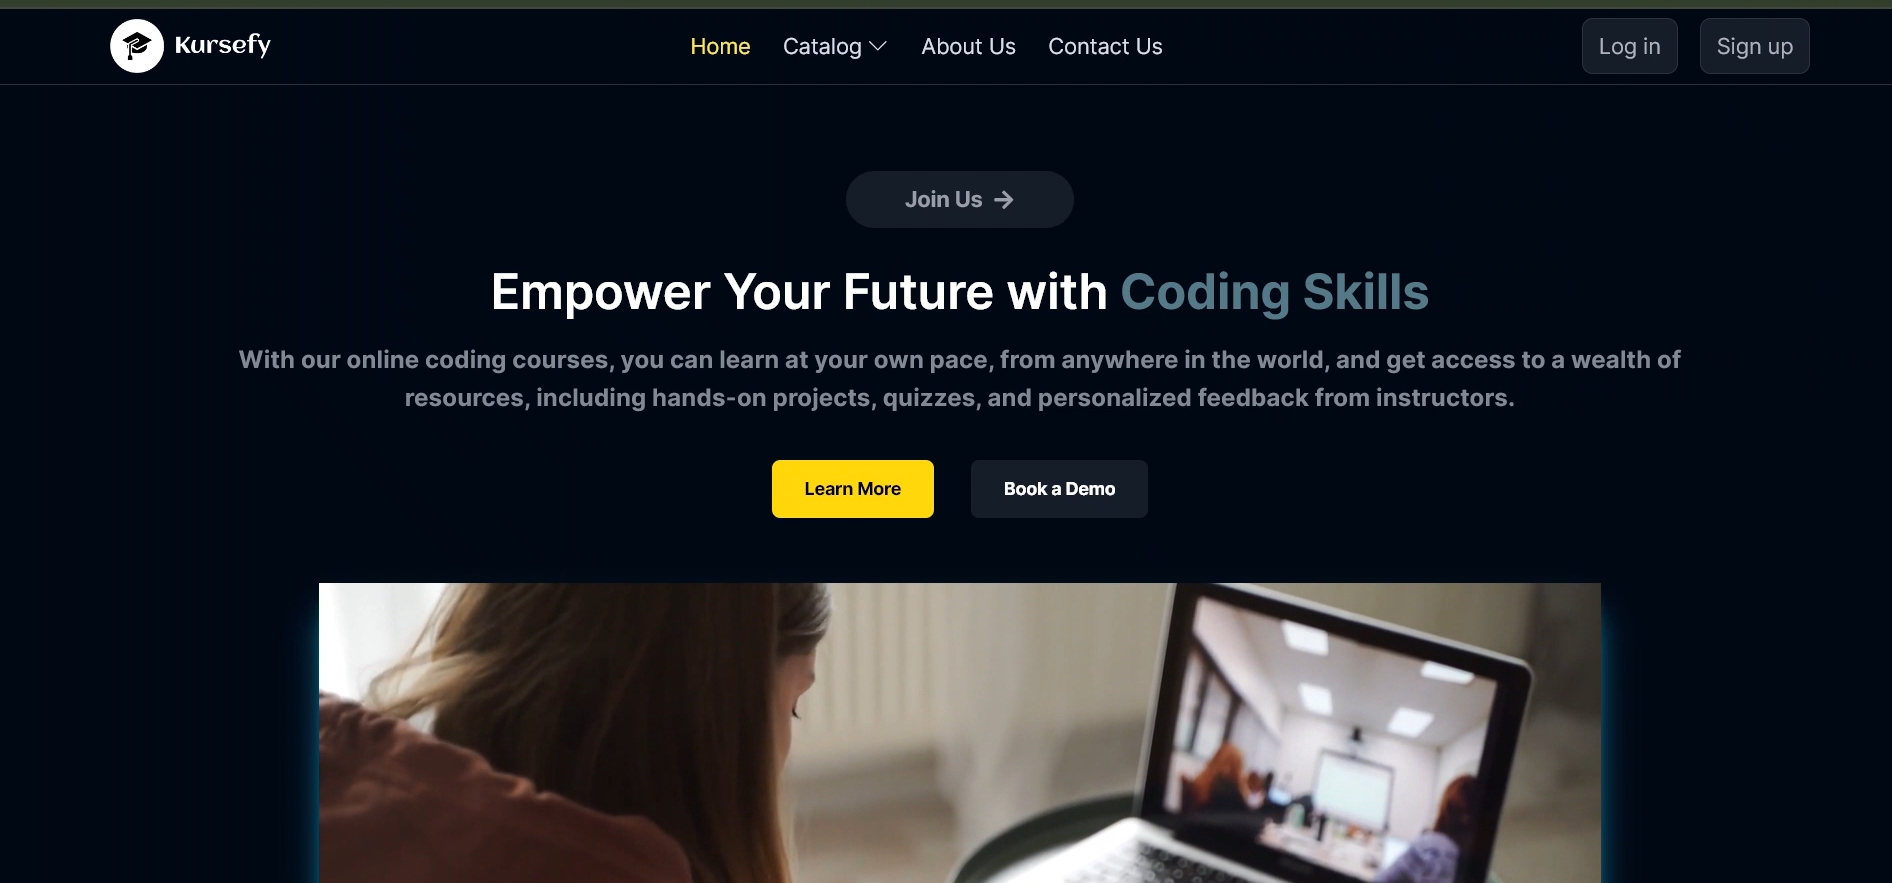 Kursefy
Home
Catalog
About Us
Contact Us
Log in
Sign up
Join Us →
Empower Your Future with Coding Skills
With our online coding courses, you can learn at your own pace, from anywhere in the world, and get access to a wealth of
resources, including hands-on projects, quizzes, and personalized feedback from instructors.
Learn More
Book a Demo